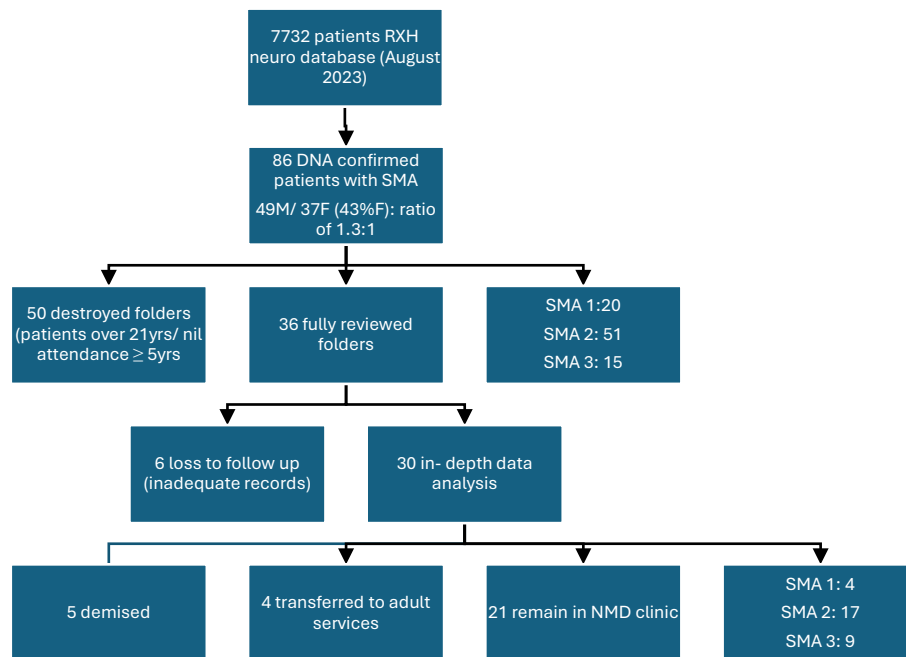 7732 patients RXH
neuro database (August
2023)
86 DNA confirmed
patients with SMA
49M/ 37F (43%F): ratio
of 1.3:1
50 destroyed folders
(patients over 21yrs/ nil
attendance ≥ 5yrs
36 fully reviewed
folders
SMA 1:20
SMA 2: 51
SMA 3: 15
6 loss to follow up
(inadequate records)
30 in- depth data
analysis
5 demised
4 transferred to adult
services
21 remain in NMD clinic
SMA 1: 4
SMA 2: 17
SMA 3: 9